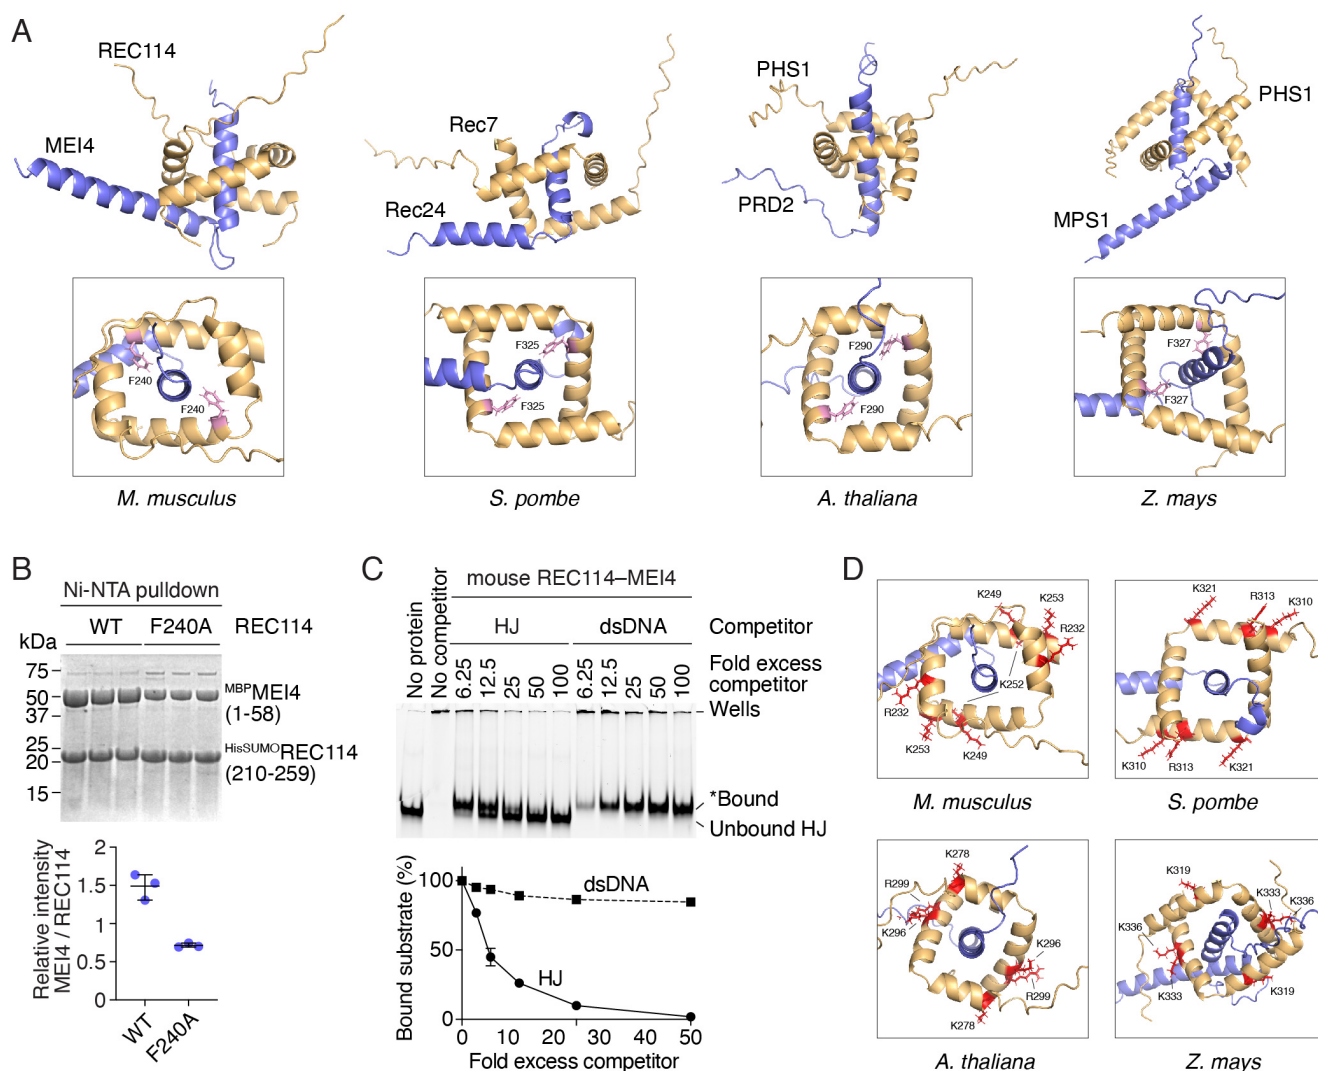 A
REC114
MEI4
Rec7
Rec24
PHS1
PRD2
PHS1
MPS1
F240
F240
F325
F325
F290
F290
F327
F327
M. musculus
S. pombe
A. thaliana
Z. mays
B
Ni-NTA pulldown
WT F240A REC114
kDa
75
50
37
25
20
15
MBPMEI4
(1-58)
HisSUMOREC114
(210-259)
2
1.5
1
0.5
0
Relative intensity
MEI4 / REC114
WT
F240A
C
mouse REC114–MEI4
No protein
No competitor
HJ dsDNA Competitor
6.25 12.5 25 50 100 6.25 12.5 25 50 100 Fold excess
competitor
Wells
*Bound
Unbound HJ
Bound substrate (%)
100
50
0
dsDNA
HJ
0 10 20 30 40 50
Fold excess competitor
D
K249
K253
R232
K252
R232
K253
K249
M. musculus
K321
R313
K310
K310
R313
K321
S. pombe
K278
R299
K296
K296
R299
K278
A. thaliana
K319
K333
K336
K336
K333
K319
Z. mays